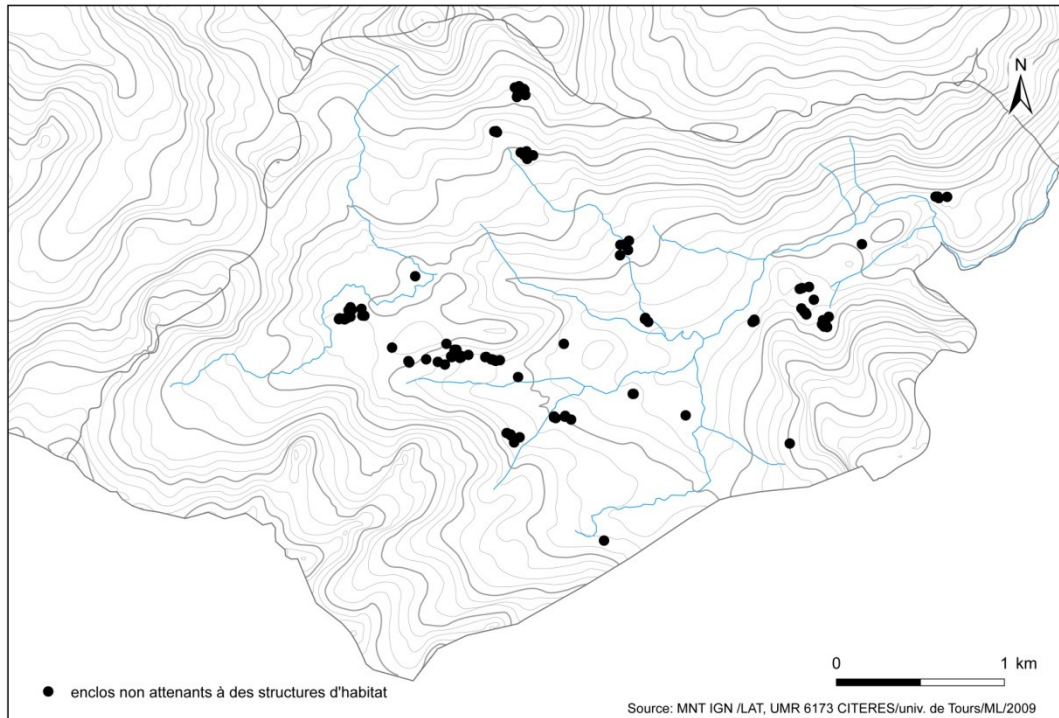 N
0 1 km
enclos non attenants à des structures d'habitat
Source: MNT IGN /LAT, UMR 6173 CITERES/univ. de Tours/ML/2009